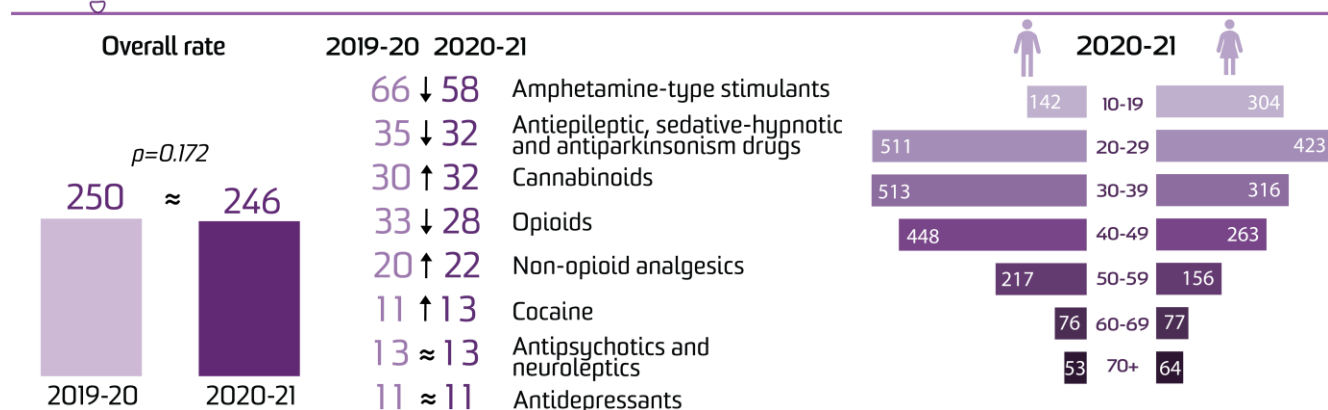 Overall rate
p=0.172
250 ≈ 246
2019-20 2020-21
2019-20 2020-21
66 ↓ 58 Amphetamine-type stimulants
35 ↓ 32 Antiepileptic, sedative-hypnotic
and antiparkinsonism drugs
30 ↑ 32 Cannabinoids
33 ↓ 28 Opioids
20 ↑ 22 Non-opioid analgesics
11 ↑ 13 Cocaine
13 ≈ 13 Antipsychotics and
neuroleptics
11 ≈ 11 Antidepressants
2020-21
142 10-19 304
511 20-29 423
513 30-39 316
448 40-49 263
217 50-59 156
76 60-69 77
53 70+ 64